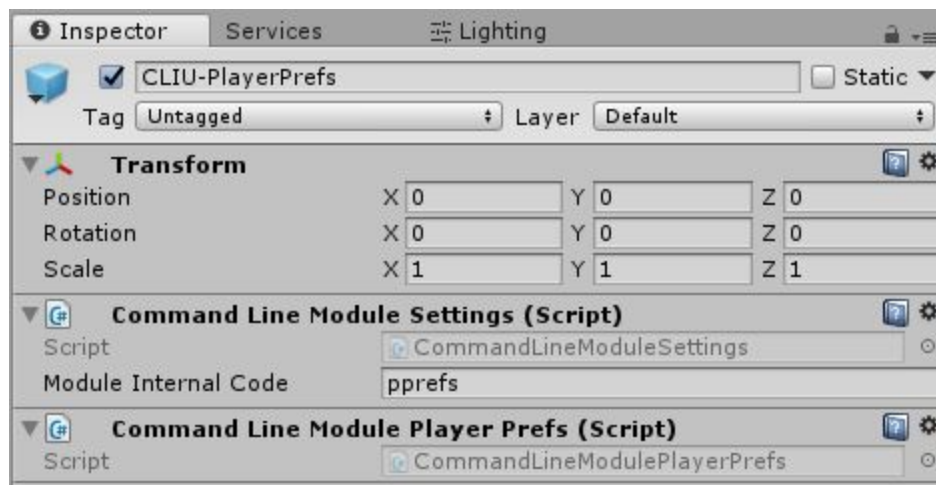 Inspector Services Lighting
CLIU-PlayerPrefs Static
Tag Untagged Layer Default
Transform
Position X 0 Y 0 Z 0
Rotation X 0 Y 0 Z 0
Scale X 1 Y 1 Z 1
C# Command Line Module Settings (Script)
Script CommandLineModuleSettings
Module Internal Code pprefs
C# Command Line Module Player Prefs (Script)
Script CommandLineModulePlayerPrefs